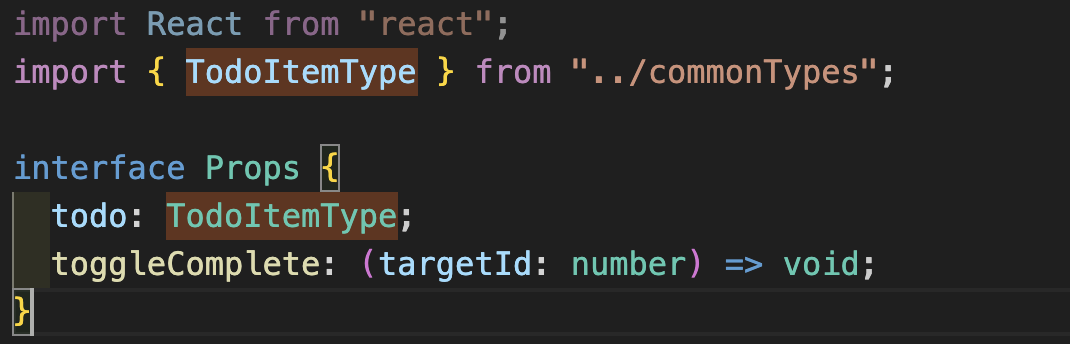 import React from "react";
import { TodoItemType } from "../commonTypes";
interface Props {
  todo: TodoItemType;
  toggleComplete: (targetId: number) => void;
}